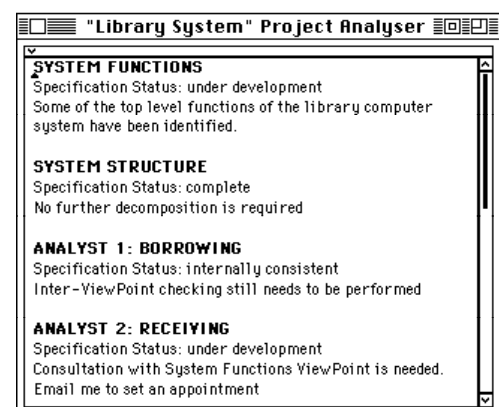 "Library System" Project Analyser
SYSTEM FUNCTIONS
Specification Status: under development
Some of the top level functions of the library computer
system have been identified.
SYSTEM STRUCTURE
Specification Status: complete
No further decomposition is required
ANALYST 1: BORROWING
Specification Status: internally consistent
Inter-ViewPoint checking still needs to be performed
ANALYST 2: RECEIVING
Specification Status: under development
Consultation with System Functions ViewPoint is needed.
Email me to set an appointment